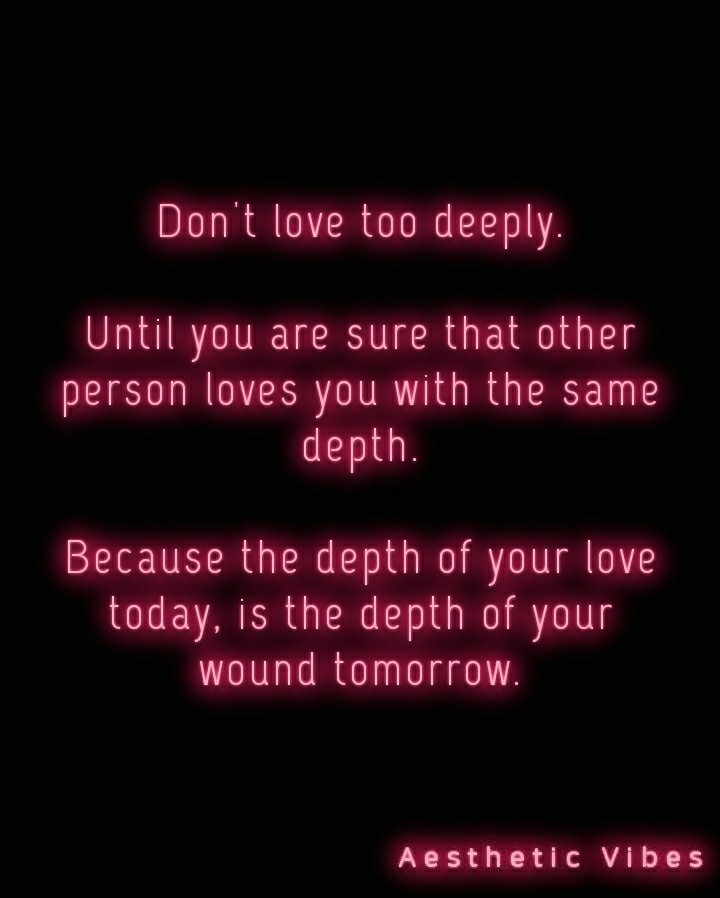 Don't love too deeply.
Until you are sure that other
person loves you with the same
depth.
Because the depth of your love
today, is the depth of your
wound tomorrow.
Aesthetic Vibes